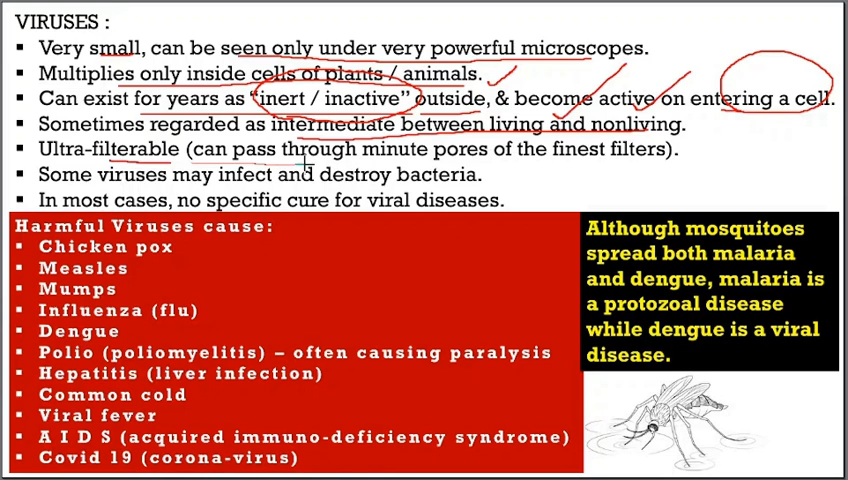 VIRUSES :
▪ Very small, can be seen only under very powerful microscopes.
▪ Multiplies only inside cells of plants / animals.
▪ Can exist for years as "inert / inactive" outside, & become active on entering a cell.
▪ Sometimes regarded as intermediate between living and nonliving.
▪ Ultra-filterable (can pass through minute pores of the finest filters).
▪ Some viruses may infect and destroy bacteria.
▪ In most cases, no specific cure for viral diseases.
Harmful Viruses cause:
▪ Chicken pox
▪ Measles
▪ Mumps
▪ Influenza (flu)
▪ Dengue
▪ Polio (poliomyelitis) – often causing paralysis
▪ Hepatitis (liver infection)
▪ Common cold
▪ Viral fever
▪ A I D S (acquired immuno-deficiency syndrome)
▪ Covid 19 (corona-virus)
Although mosquitoes
spread both malaria
and dengue, malaria is
a protozoal disease
while dengue is a viral
disease.